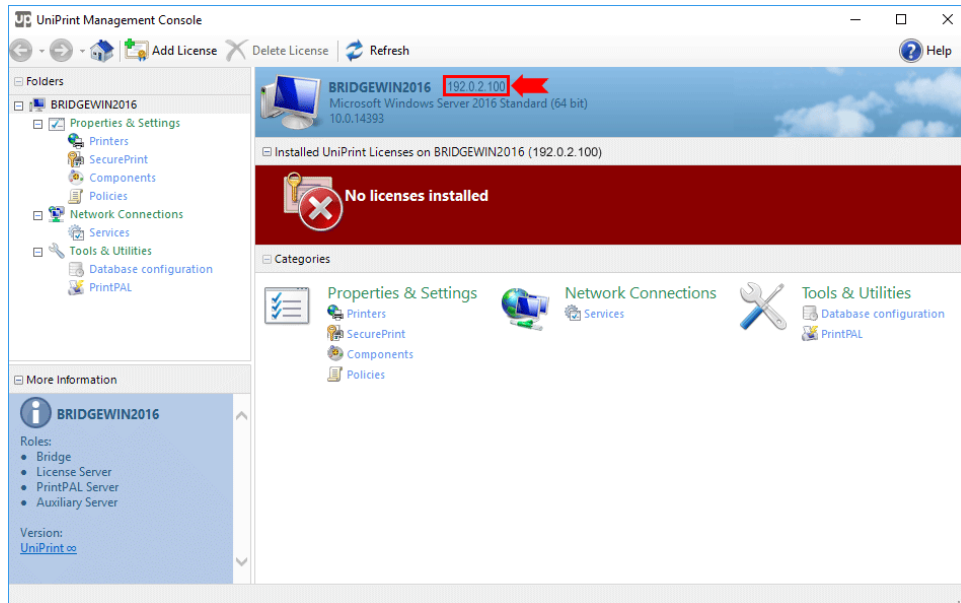 UP UniPrint Management Console
Add License Delete License Refresh Help
Folders
BRIDGEWIN2016
Properties & Settings
Printers
SecurePrint
Components
Policies
Network Connections
Services
Tools & Utilities
Database configuration
PrintPAL
More Information
BRIDGEWIN2016
Roles:
• Bridge
• License Server
• PrintPAL Server
• Auxiliary Server
Version:
UniPrint ∞
BRIDGEWIN2016 192.0.2.100
Microsoft Windows Server 2016 Standard (64 bit)
10.0.14393
Installed UniPrint Licenses on BRIDGEWIN2016 (192.0.2.100)
No licenses installed
Categories
Properties & Settings
Printers
SecurePrint
Components
Policies
Network Connections
Services
Tools & Utilities
Database configuration
PrintPAL